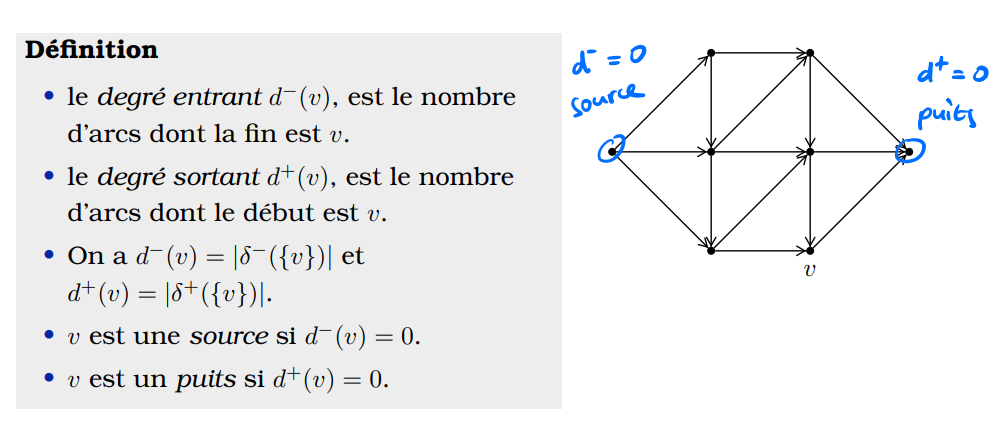 Définition
• le degré entrant d⁻(v), est le nombre
d'arcs dont la fin est v.
• le degré sortant d⁺(v), est le nombre
d'arcs dont le début est v.
• On a d⁻(v) = |δ⁻({v})| et
d⁺(v) = |δ⁺({v})|.
• v est une source si d⁻(v) = 0.
• v est un puits si d⁺(v) = 0.
d⁻ = 0
source
d⁺ = 0
puits
v